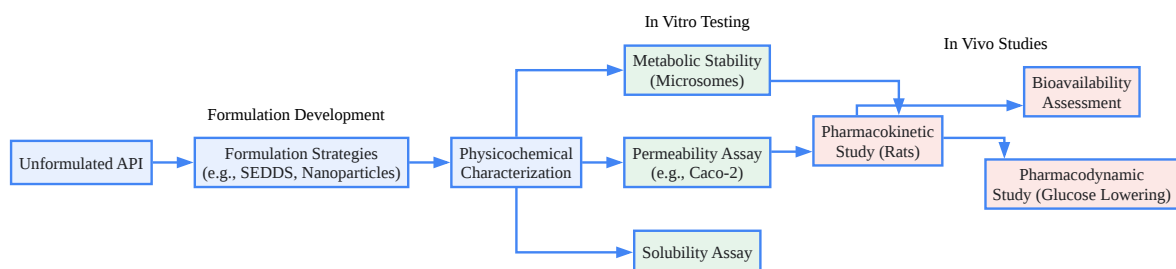 In Vitro Testing
In Vivo Studies
Metabolic Stability
(Microsomes)
Bioavailability
Assessment
Formulation Development
Unformulated API
Formulation Strategies
(e.g., SEDDS, Nanoparticles)
Physicochemical
Characterization
Permeability Assay
(e.g., Caco-2)
Pharmacokinetic
Study (Rats)
Pharmacodynamic
Study (Glucose Lowering)
Solubility Assay